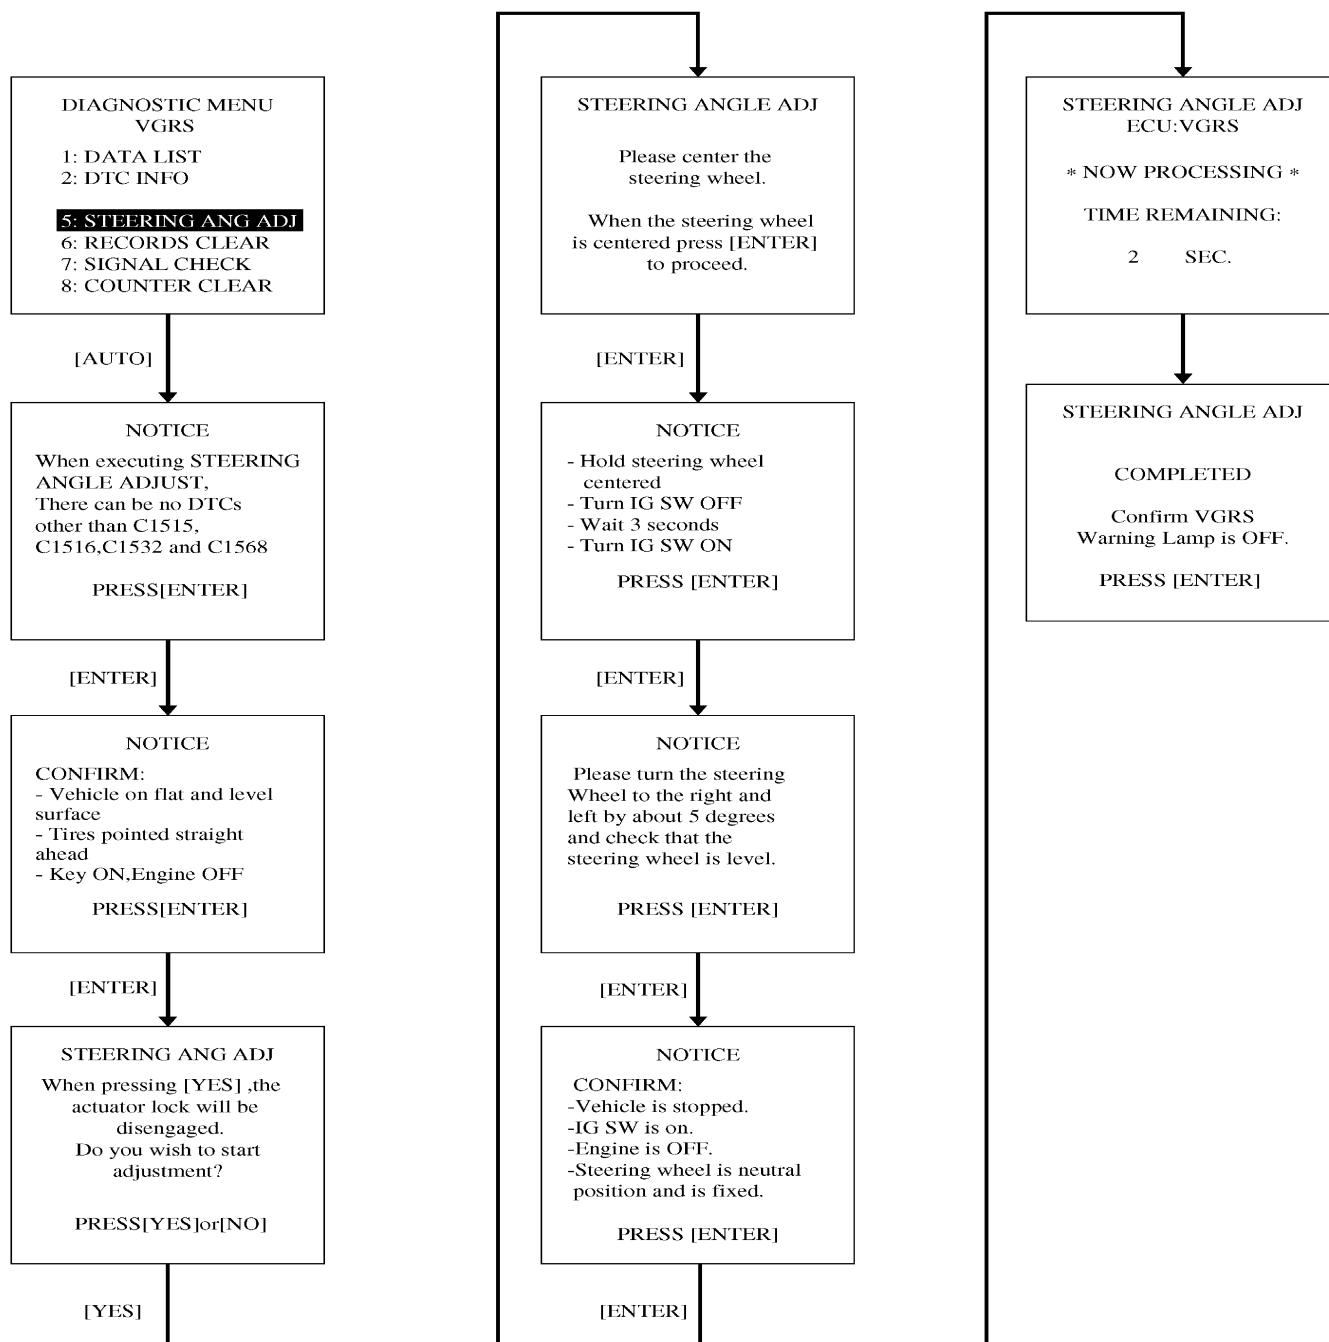 DIAGNOSTIC MENU
VGRS
1: DATA LIST
2: DTC INFO
5: STEERING ANG ADJ
6: RECORDS CLEAR
7: SIGNAL CHECK
8: COUNTER CLEAR
[AUTO]
NOTICE
When executing STEERING
ANGLE ADJUST,
There can be no DTCs
other than C1515,
C1516,C1532 and C1568
PRESS[ENTER]
[ENTER]
NOTICE
CONFIRM:
- Vehicle on flat and level
surface
- Tires pointed straight
ahead
- Key ON,Engine OFF
PRESS[ENTER]
[ENTER]
STEERING ANG ADJ
When pressing [YES] ,the
actuator lock will be
disengaged.
Do you wish to start
adjustment?
PRESS[YES]or[NO]
[YES]
STEERING ANGLE ADJ
Please center the
steering wheel.
When the steering wheel
is centered press [ENTER]
to proceed.
[ENTER]
NOTICE
- Hold steering wheel
centered
- Turn IG SW OFF
- Wait 3 seconds
- Turn IG SW ON
PRESS [ENTER]
[ENTER]
NOTICE
Please turn the steering
Wheel to the right and
left by about 5 degrees
and check that the
steering wheel is level.
PRESS [ENTER]
[ENTER]
NOTICE
CONFIRM:
-Vehicle is stopped.
-IG SW is on.
-Engine is OFF.
-Steering wheel is neutral
position and is fixed.
PRESS [ENTER]
[ENTER]
STEERING ANGLE ADJ
ECU:VGRS
* NOW PROCESSING *
TIME REMAINING:
2 SEC.
STEERING ANGLE ADJ
COMPLETED
Confirm VGRS
Warning Lamp is OFF.
PRESS [ENTER]